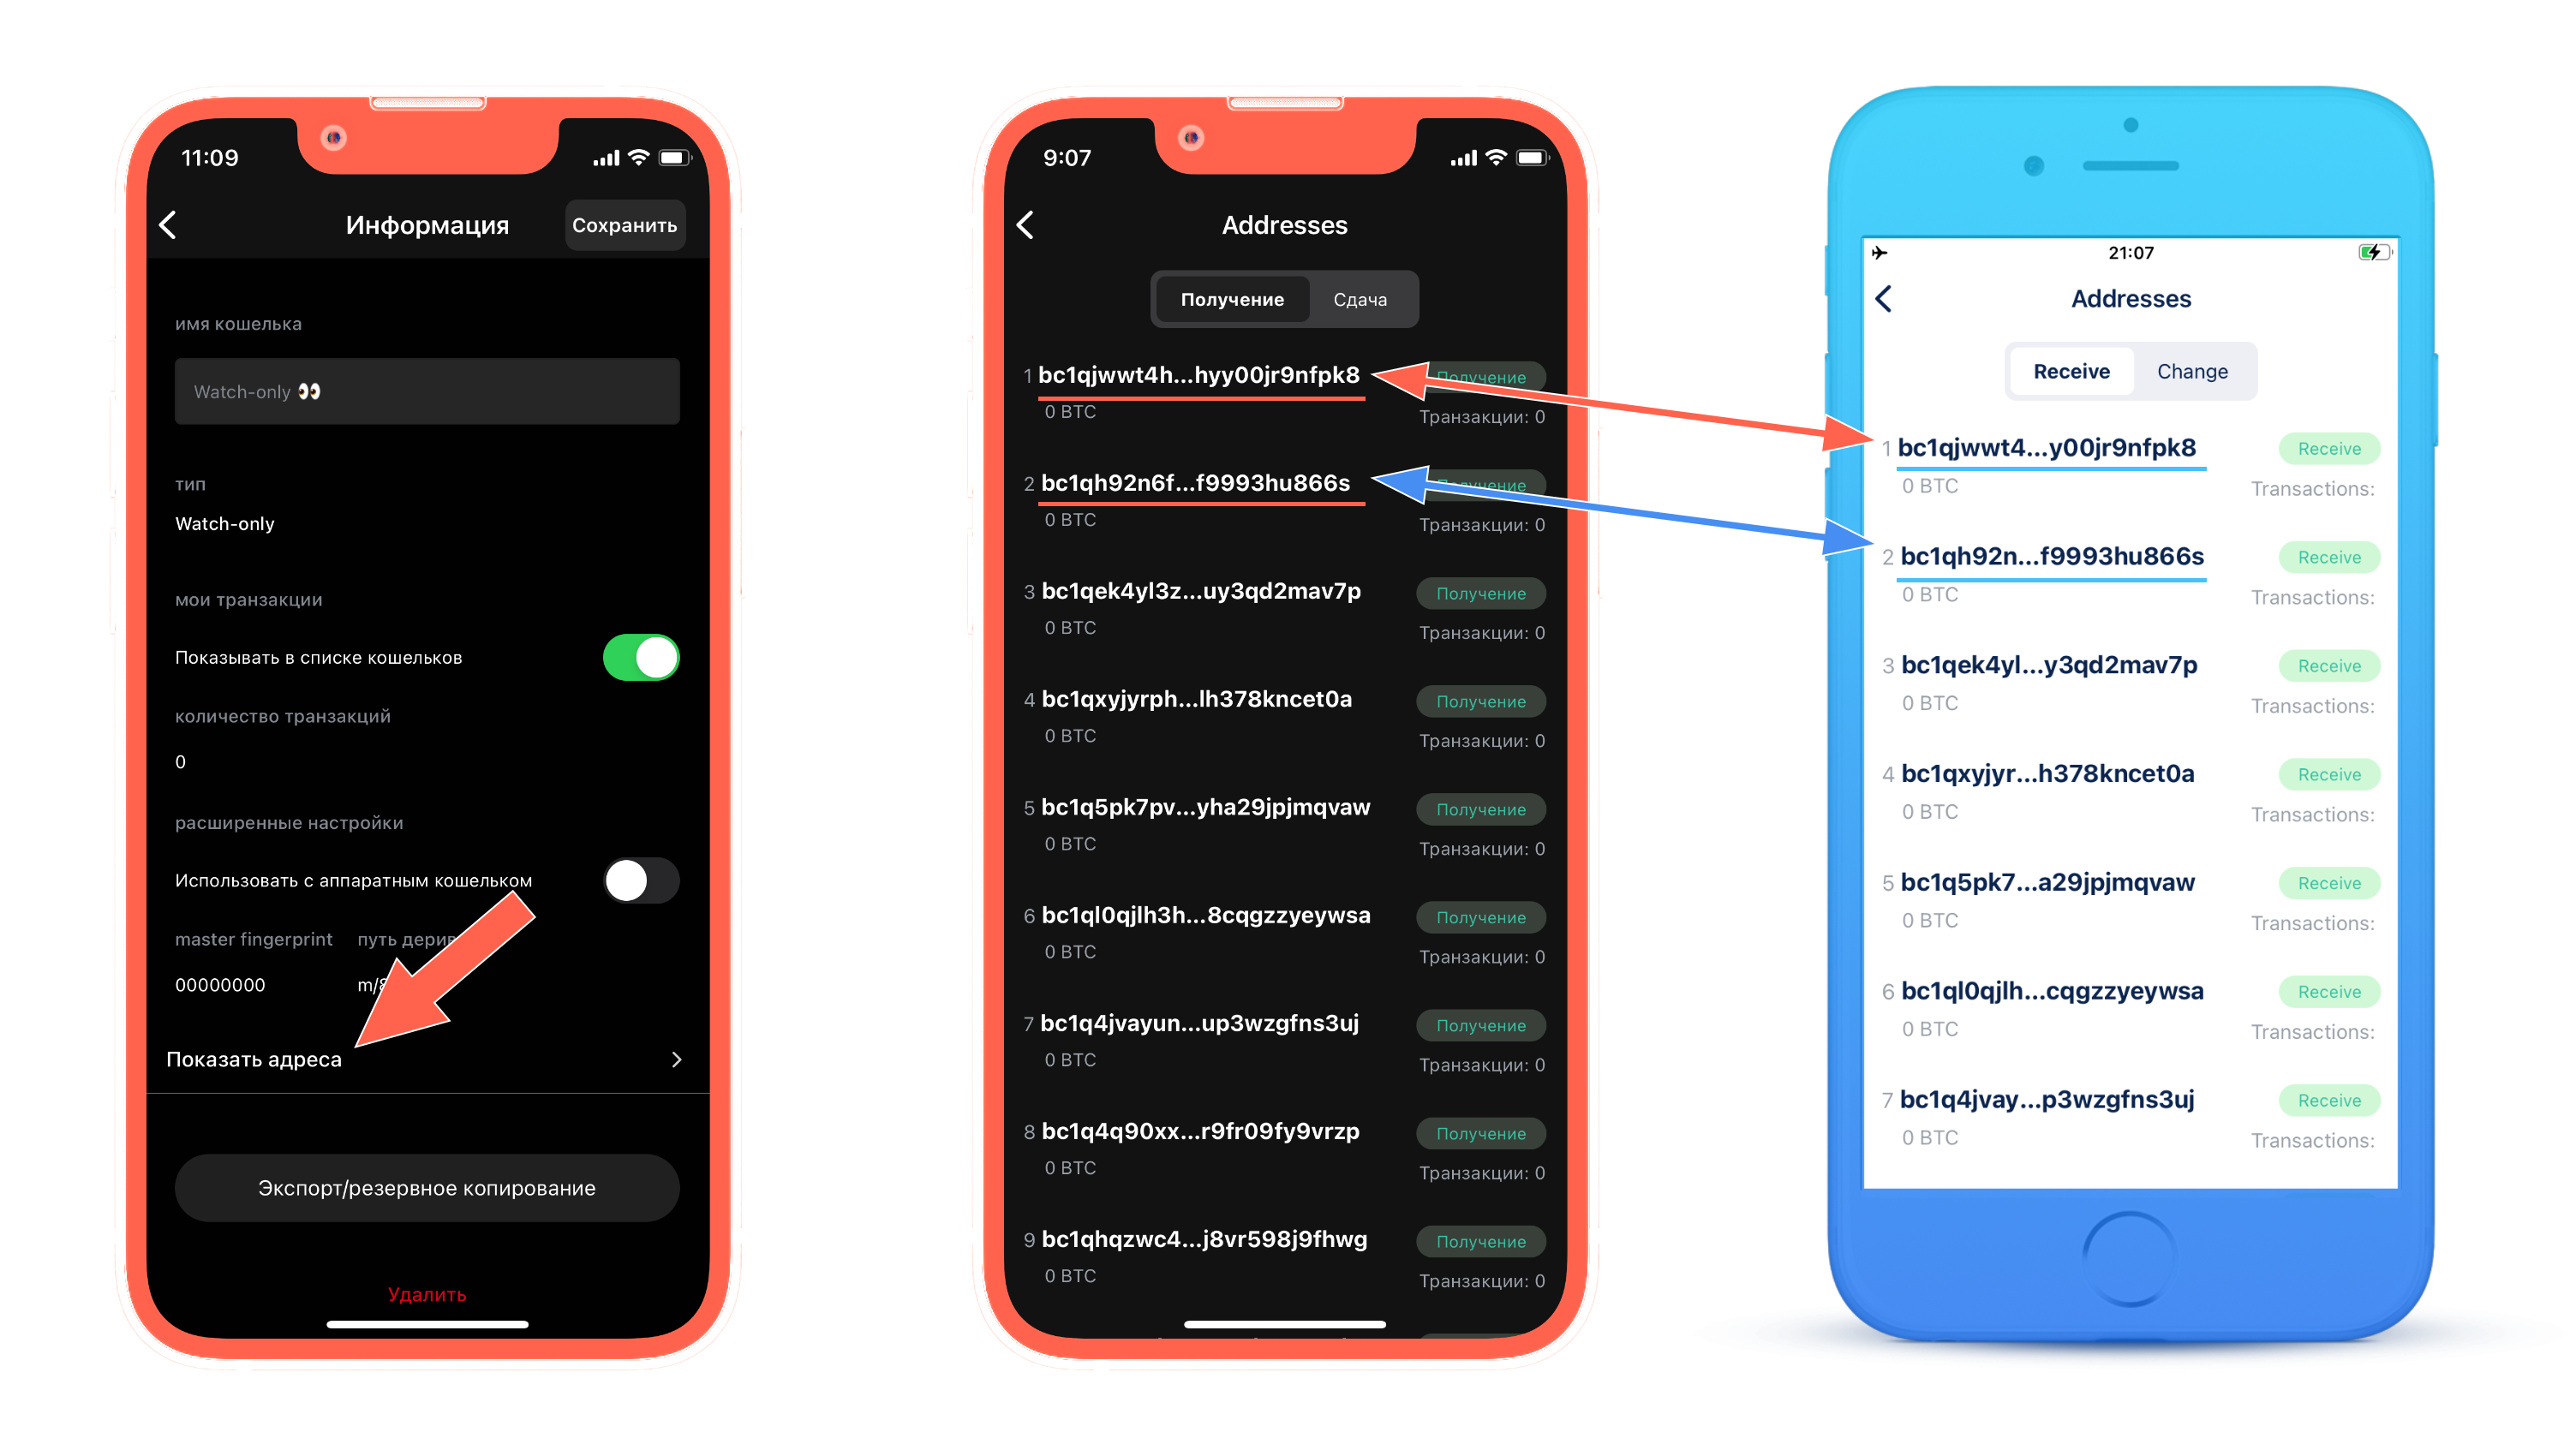 11:09
Информация
Сохранить
имя кошелька
Watch-only 👀
тип
Watch-only
мои транзакции
Показывать в списке кошельков
количество транзакций
0
расширенные настройки
Использовать с аппаратным кошельком
master fingerprint путь
00000000
Показать адреса
Экспорт/резервное копирование
Удалить
9:07
Addresses
Получение Сдача
1 bc1qjwwt4h...hyy00jr9nfpk8 Получение
0 BTC Транзакции: 0
2 bc1qh92n6f...f9993hu866s Получение
0 BTC Транзакции: 0
3 bc1qek4yl3z...uy3qd2mav7p Получение
0 BTC Транзакции: 0
4 bc1qxyjyrph...lh378kncet0a Получение
0 BTC Транзакции: 0
5 bc1q5pk7pv...yha29jpjmqvaw Получение
0 BTC Транзакции: 0
6 bc1ql0qjlh3h...8cqgzzyeywsa Получение
0 BTC Транзакции: 0
7 bc1q4jvayun...up3wzgfns3uj Получение
0 BTC Транзакции: 0
8 bc1q4q90xx...r9fr09fy9vrzp Получение
0 BTC Транзакции: 0
9 bc1qhqzwc4...j8vr598j9fhwg Получение
0 BTC Транзакции: 0
21:07
Addresses
Receive Change
1 bc1qjwwt4...y00jr9nfpk8 Receive
0 BTC Transactions:
2 bc1qh92n...f9993hu866s Receive
0 BTC Transactions:
3 bc1qek4yl...y3qd2mav7p Receive
0 BTC Transactions:
4 bc1qxyjyr...h378kncet0a Receive
0 BTC Transactions:
5 bc1q5pk7...a29jpjmqvaw Receive
0 BTC Transactions:
6 bc1ql0qjlh...cqgzzyeywsa Receive
0 BTC Transactions:
7 bc1q4jvay...p3wzgfns3uj Receive
0 BTC Transactions: